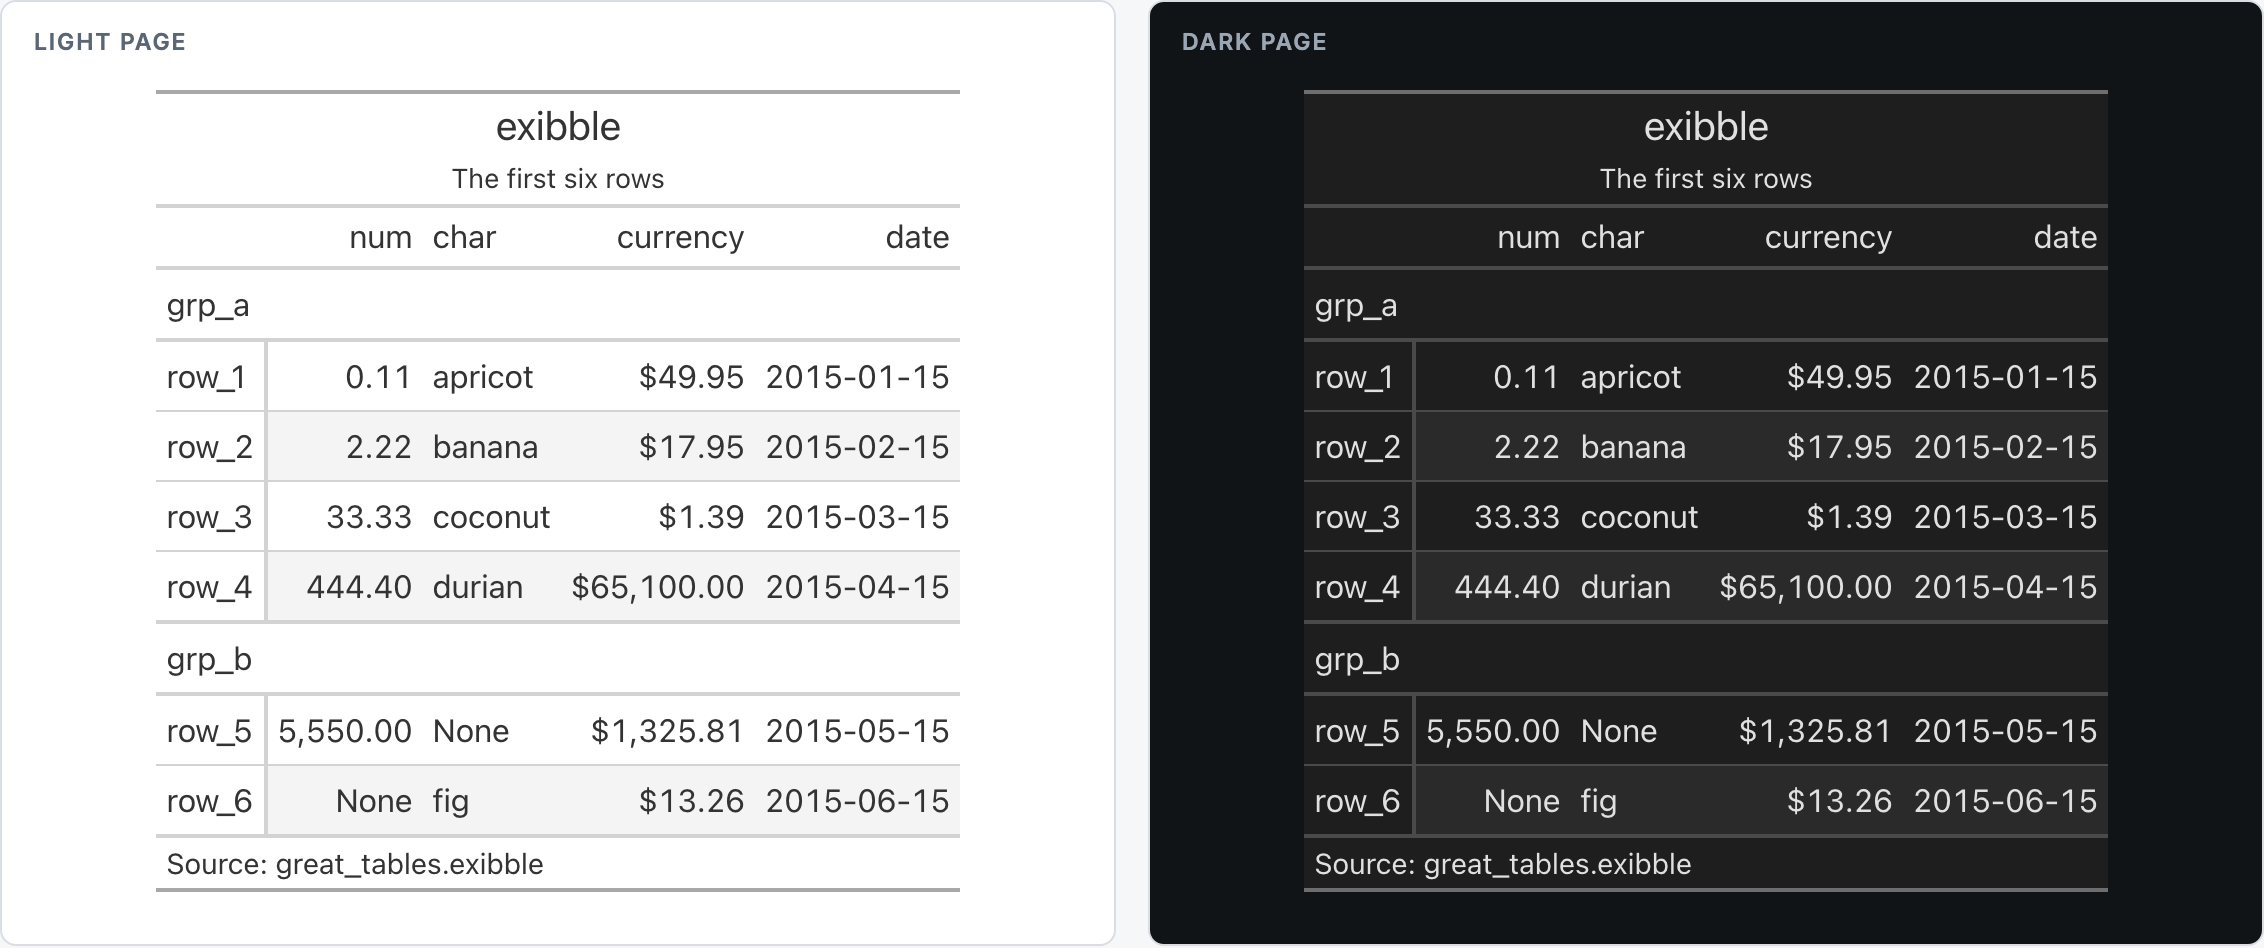 LIGHT PAGE
exibble
The first six rows
num char currency date
grp_a
row_1 0.11 apricot $49.95 2015-01-15
row_2 2.22 banana $17.95 2015-02-15
row_3 33.33 coconut $1.39 2015-03-15
row_4 444.40 durian $65,100.00 2015-04-15
grp_b
row_5 5,550.00 None $1,325.81 2015-05-15
row_6 None fig $13.26 2015-06-15
Source: great_tables.exibble
DARK PAGE
exibble
The first six rows
num char currency date
grp_a
row_1 0.11 apricot $49.95 2015-01-15
row_2 2.22 banana $17.95 2015-02-15
row_3 33.33 coconut $1.39 2015-03-15
row_4 444.40 durian $65,100.00 2015-04-15
grp_b
row_5 5,550.00 None $1,325.81 2015-05-15
row_6 None fig $13.26 2015-06-15
Source: great_tables.exibble